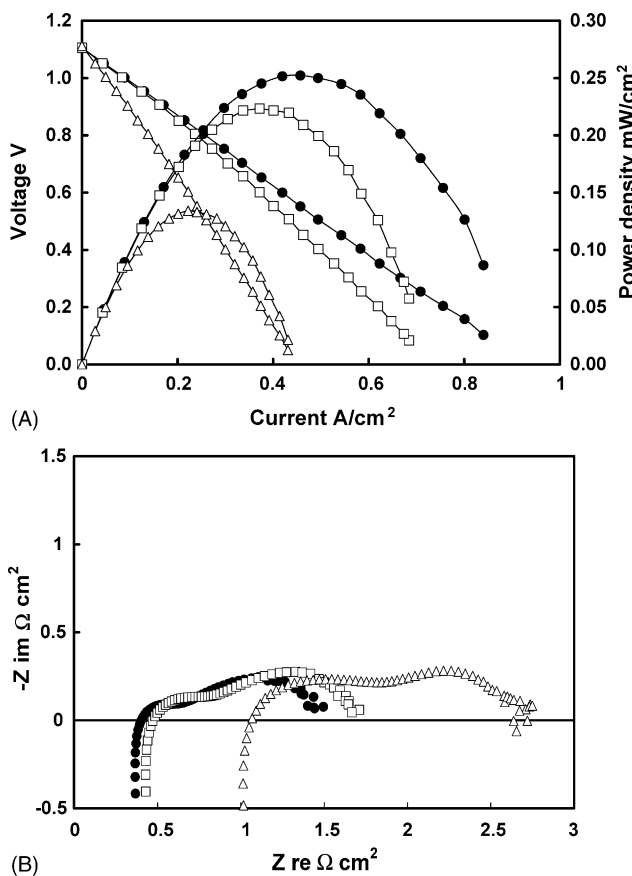 1.2
1.0
0.8
0.6
0.4
0.2
0.0
Voltage V
0.30
0.25
0.20
0.15
0.10
0.05
0.00
Power density mW/cm²
0 0.2 0.4 0.6 0.8 1
Current A/cm²
(A)
1.5
1
0.5
0
-0.5
-Z im Ω cm²
0 0.5 1 1.5 2 2.5 3
Z re Ω cm²
(B)